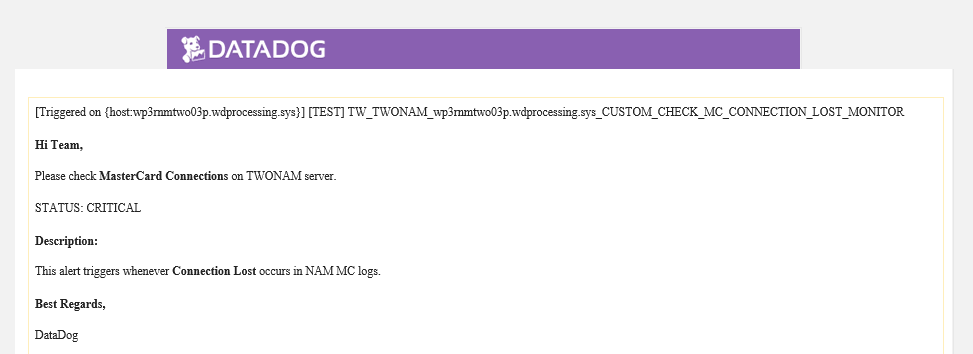 DATADOG
[Triggered on {host:wp3rnmtwo03p.wdprocessing.sys}] [TEST] TW_TWONAM_wp3rnmtwo03p.wdprocessing.sys_CUSTOM_CHECK_MC_CONNECTION_LOST_MONITOR
Hi Team,
Please check MasterCard Connections on TWONAM server.
STATUS: CRITICAL
Description:
This alert triggers whenever Connection Lost occurs in NAM MC logs.
Best Regards,
DataDog